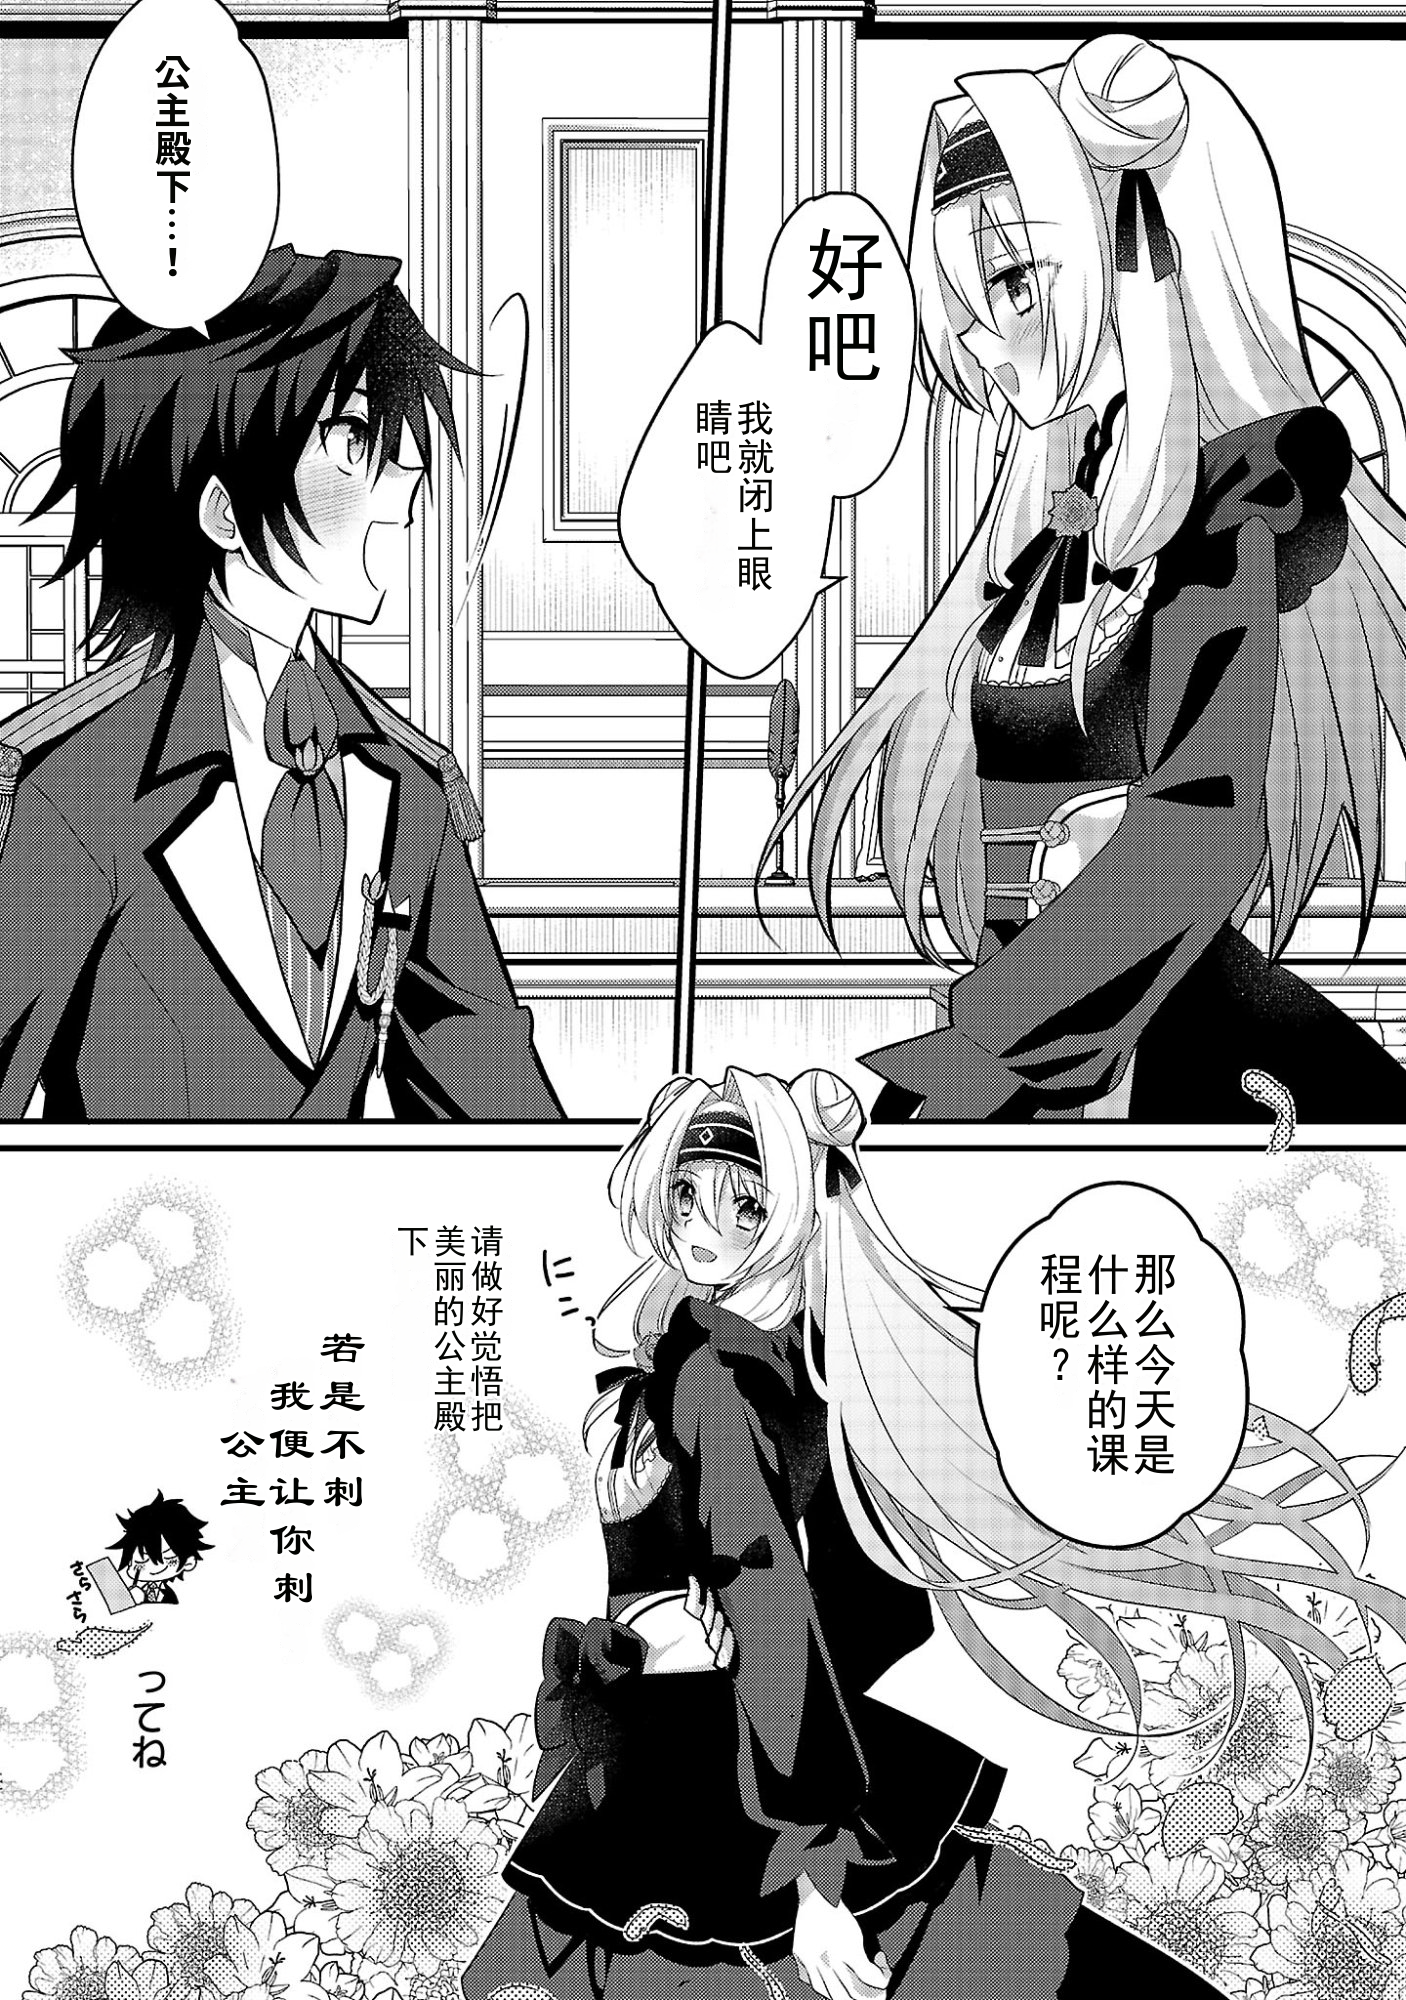 好吧
我就闭上眼
睛吧
公主殿下……！
那么今天是
什么样的课
程呢？
请做好觉悟把
美丽的公主殿
下
若是不刺
我便让你刺
公主
さらさら
ってね